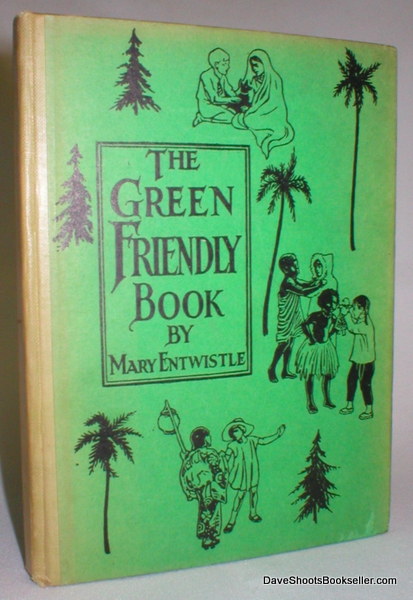 THE
GREEN
FRIENDLY
BOOK
BY
MARY ENTWISTLE
DaveShootsBookseller.com